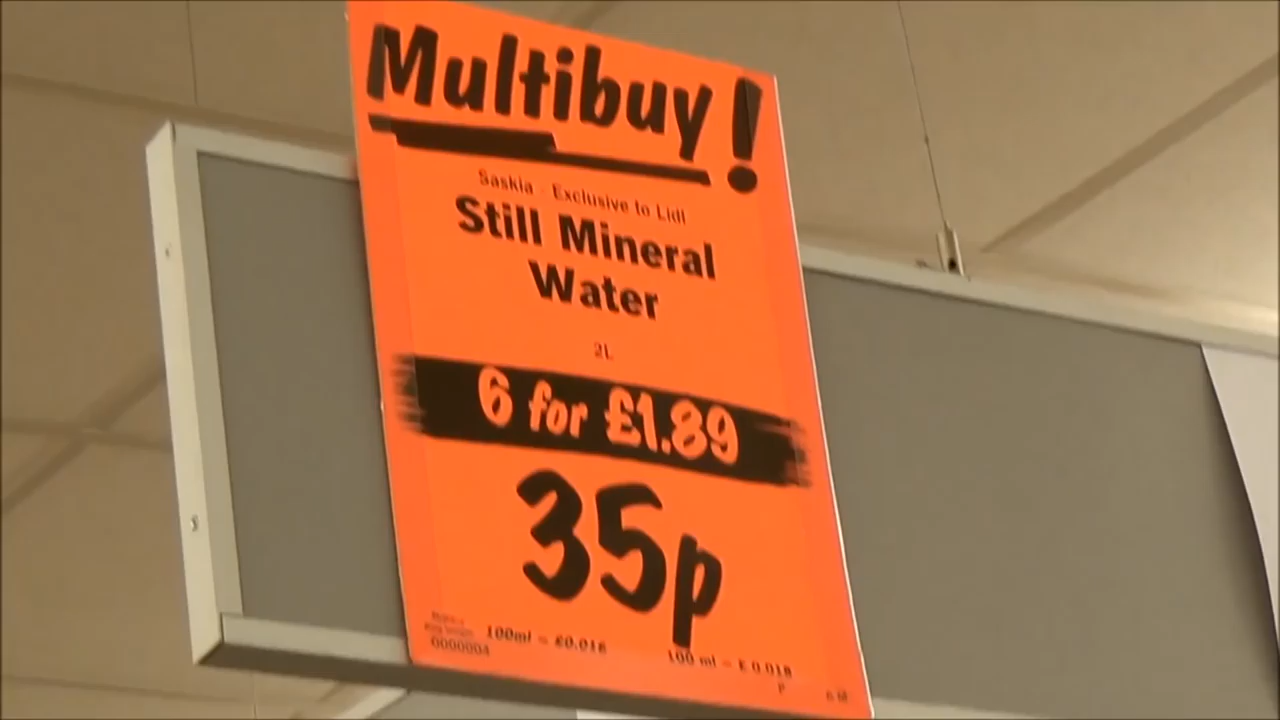 Multibuy!
Saskia - Exclusive to Lidl
Still Mineral
Water
2L
6 for £1.89
35p
0000004
100ml = £0.016
100 ml = £ 0.018
P